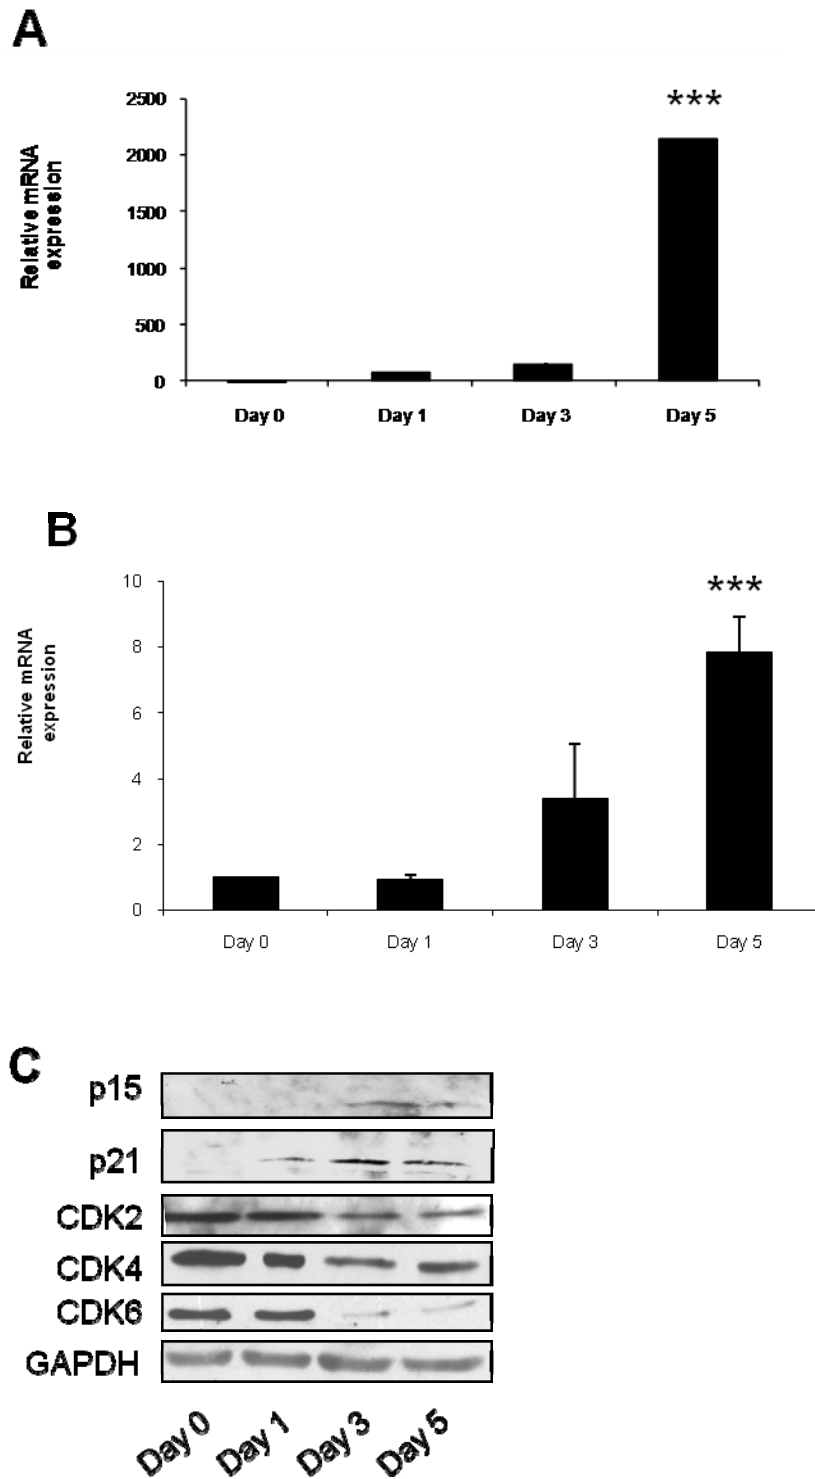 A
***
2500
2000
1500
1000
500
0
Relative mRNA
expression
Day 0 Day 1 Day 3 Day 5
B
***
10
8
6
4
2
0
Relative mRNA
expression
Day 0 Day 1 Day 3 Day 5
C
p15
p21
CDK2
CDK4
CDK6
GAPDH
Day 0 Day 1 Day 3 Day 5